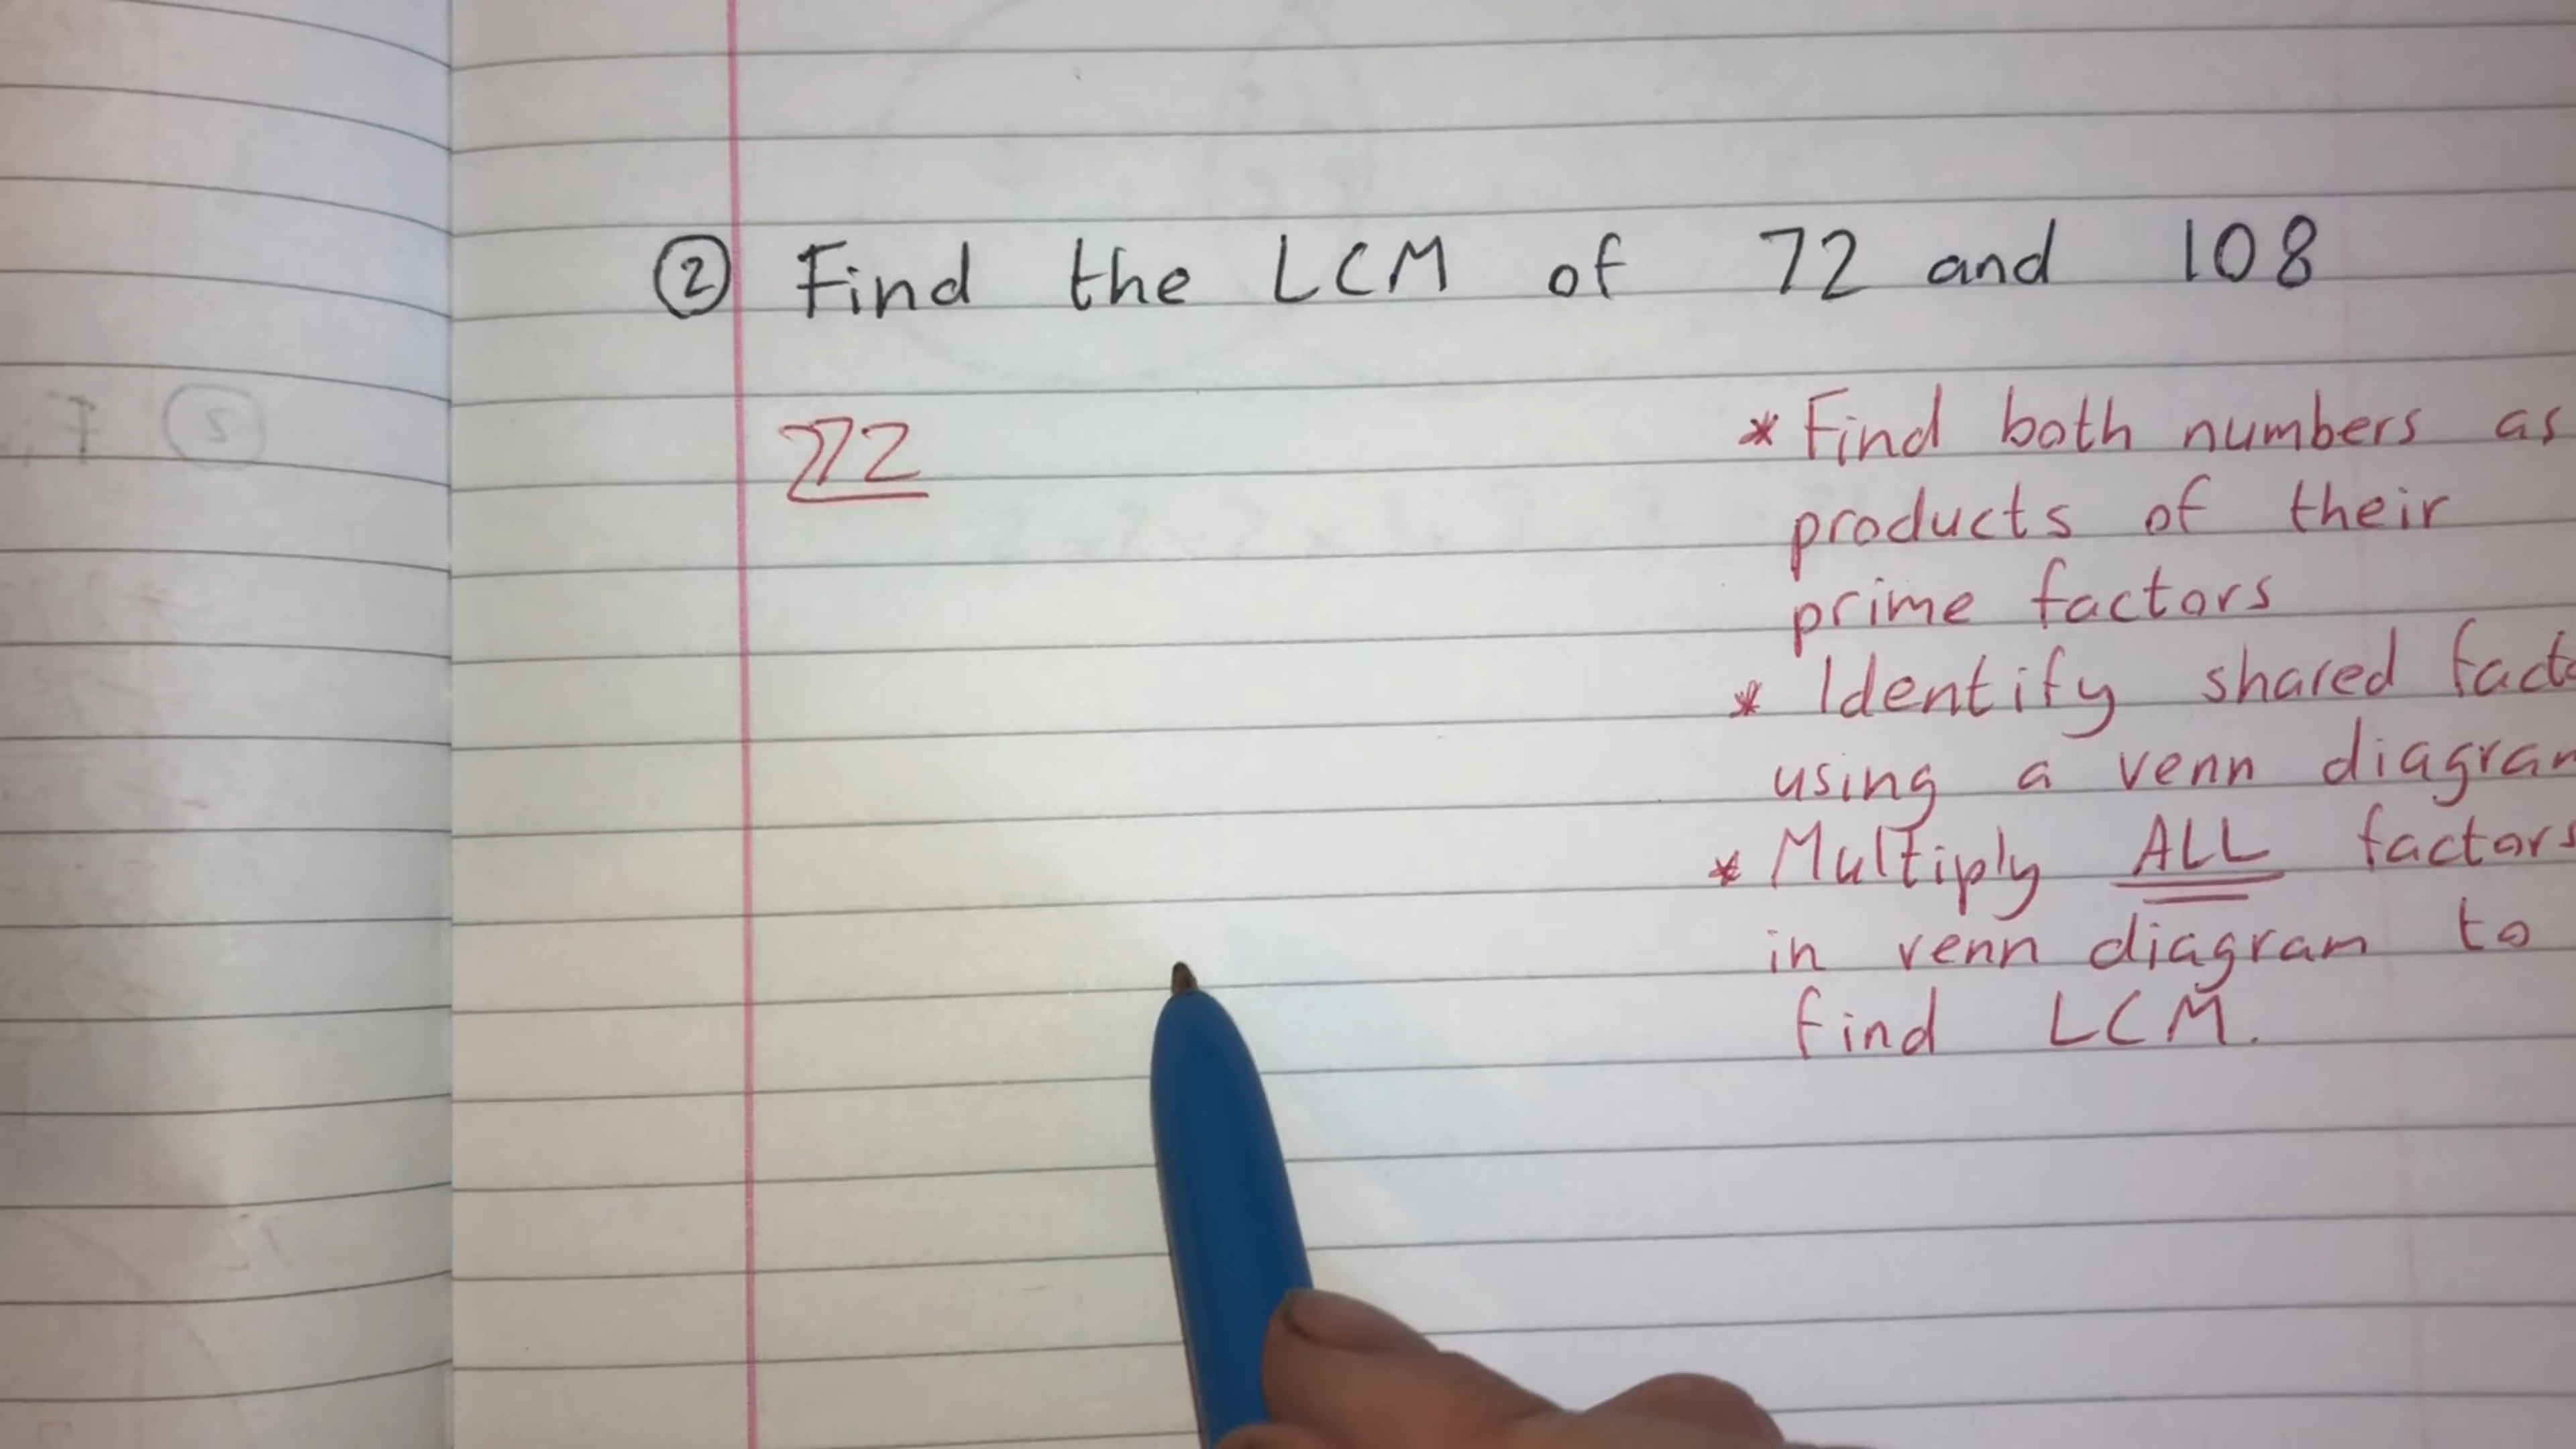 ② Find the LCM of 72 and 108
72
* Find both numbers as
products of their
prime factors
* Identify shared fact
using a venn diagram
* Multiply ALL factors
in venn diagram to
find LCM.